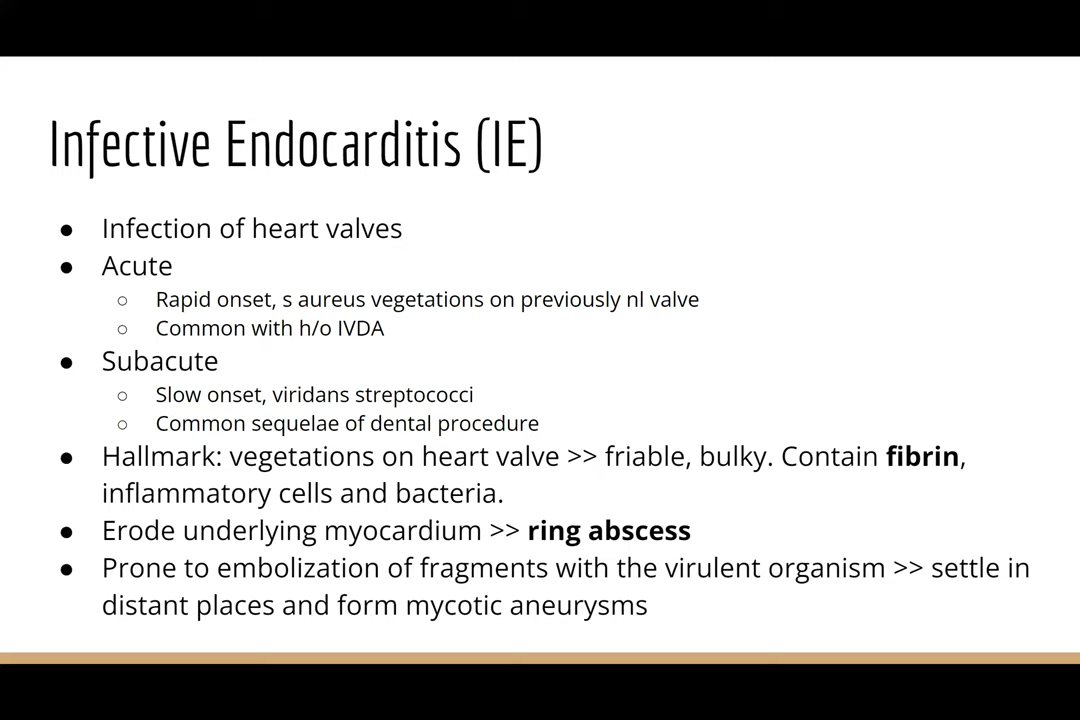 Infective Endocarditis (IE)
● Infection of heart valves
● Acute
○ Rapid onset, s aureus vegetations on previously nl valve
○ Common with h/o IVDA
● Subacute
○ Slow onset, viridans streptococci
○ Common sequelae of dental procedure
● Hallmark: vegetations on heart valve >> friable, bulky. Contain fibrin,
inflammatory cells and bacteria.
● Erode underlying myocardium >> ring abscess
● Prone to embolization of fragments with the virulent organism >> settle in
distant places and form mycotic aneurysms